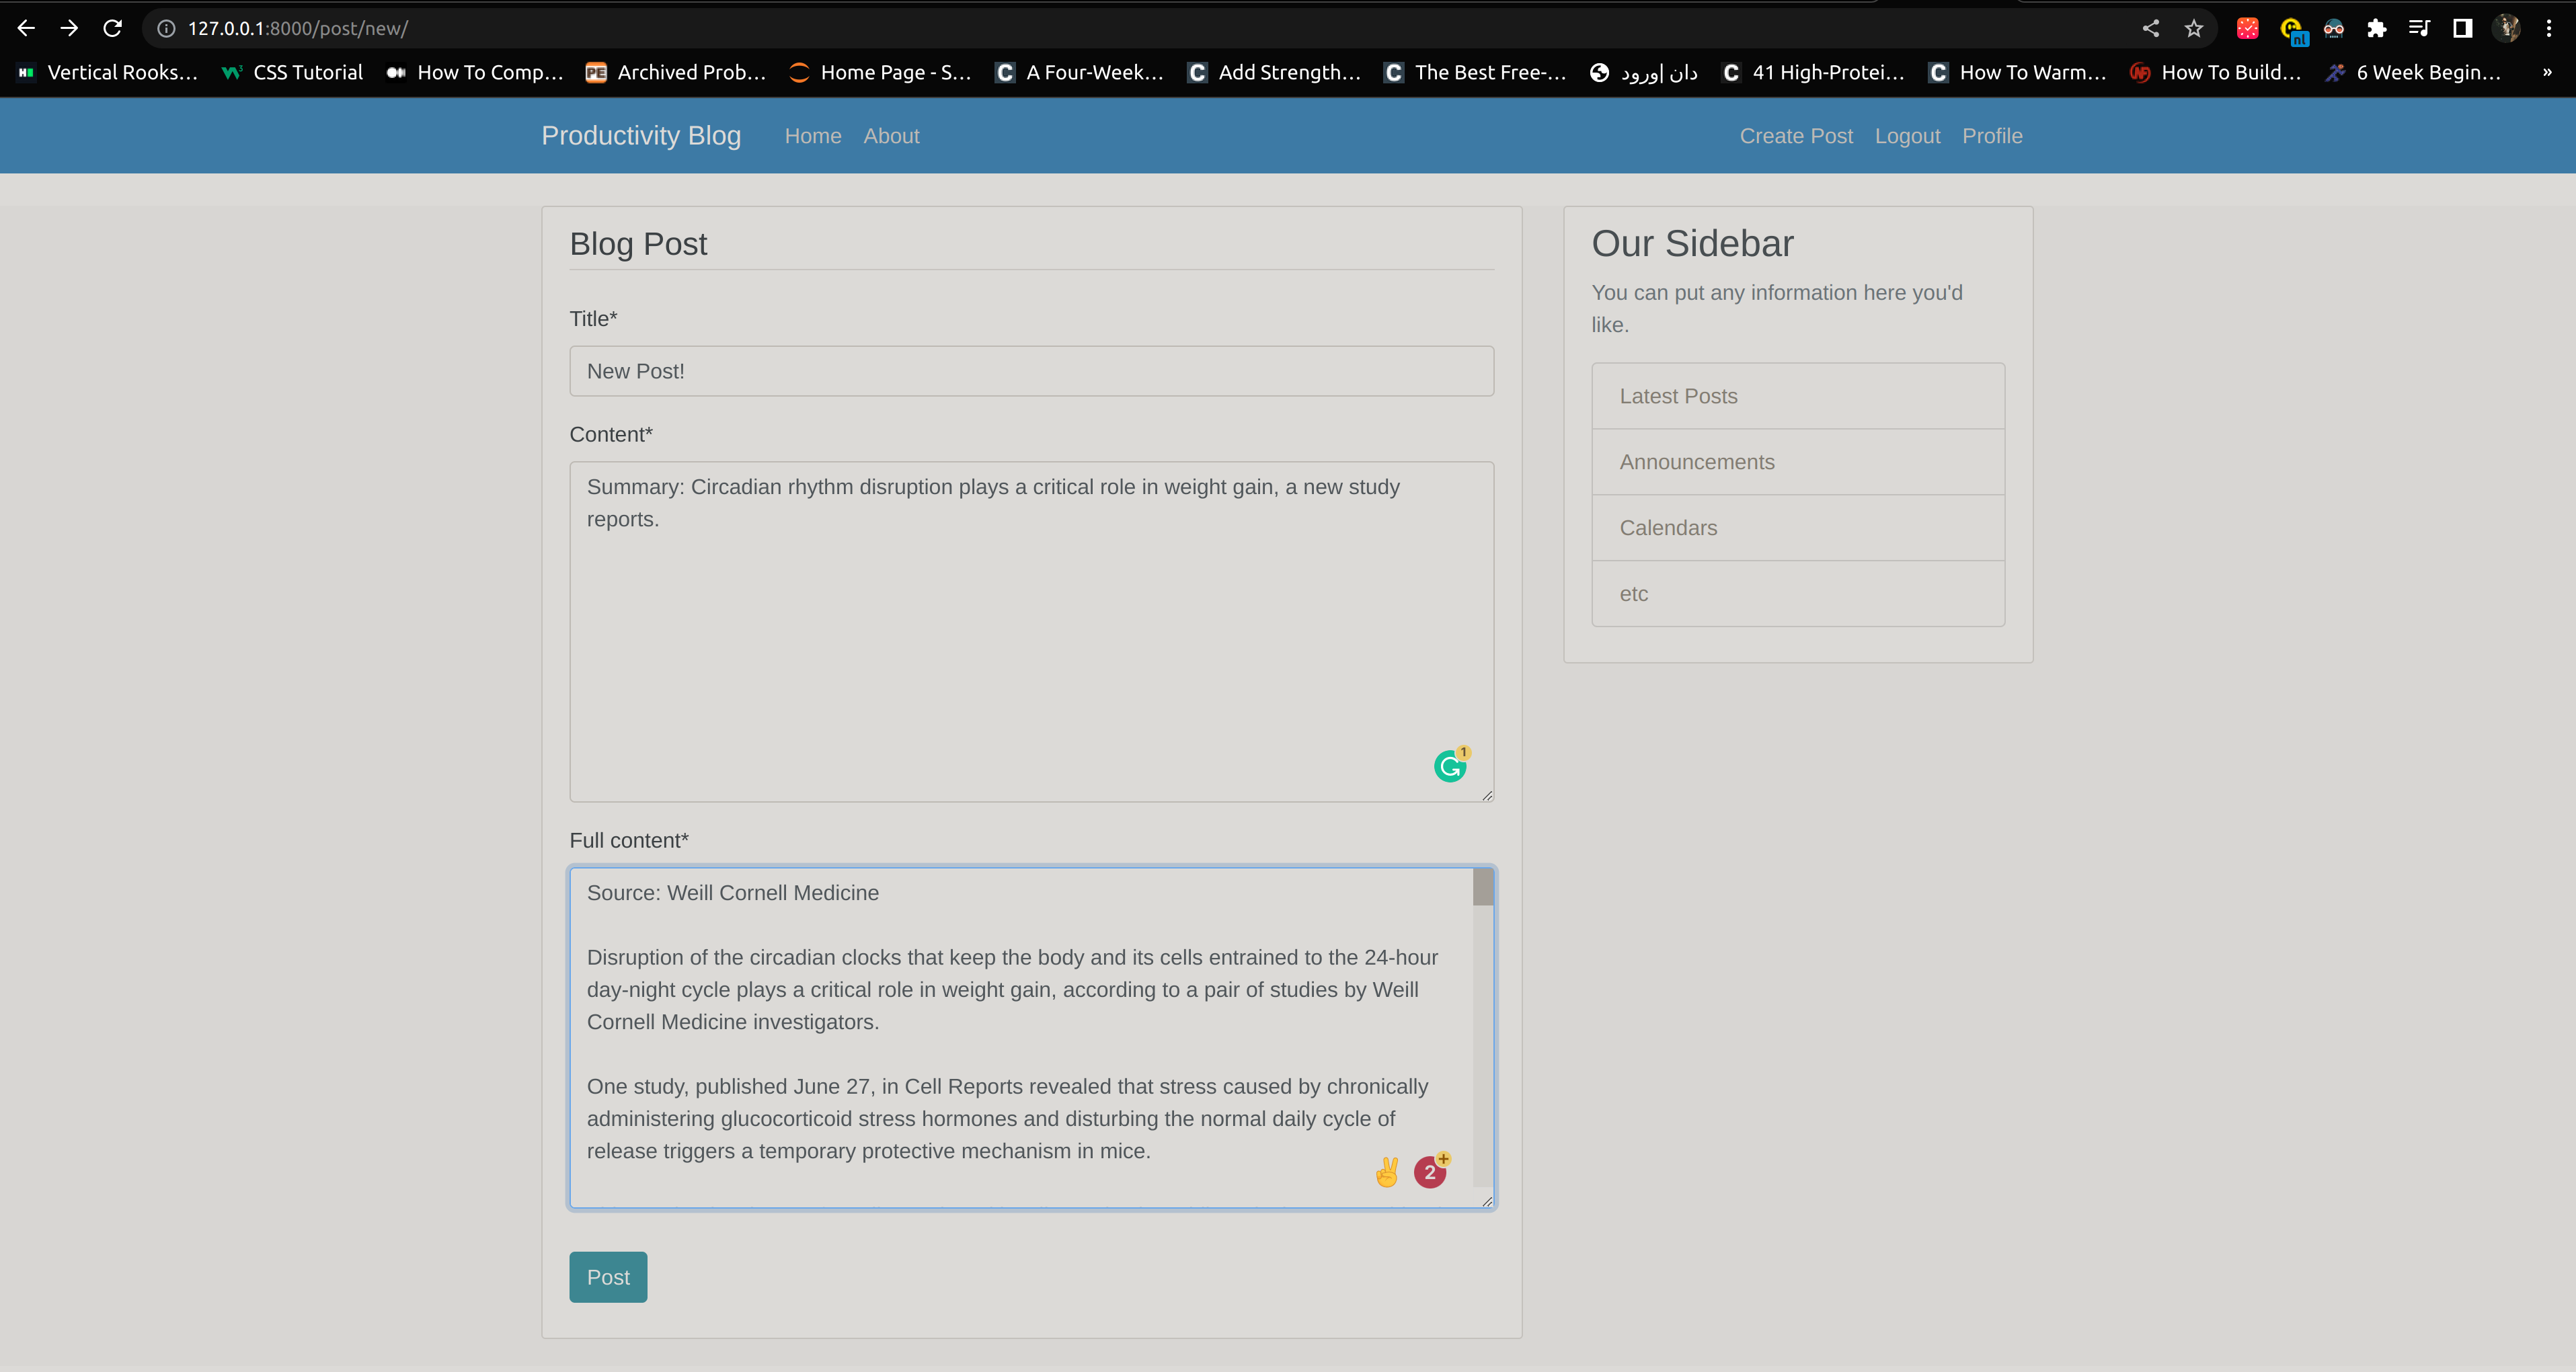 127.0.0.1:8000/post/new/
nl
Vertical Rooks... CSS Tutorial How To Comp... PE Archived Prob... Home Page - S... C A Four-Week... C Add Strength... C The Best Free-... دان |ورود C 41 High-Protei... C How To Warm... NF How To Build... 6 Week Begin... »
Productivity Blog Home About Create Post Logout Profile
Blog Post
Title*
New Post!
Content*
Summary: Circadian rhythm disruption plays a critical role in weight gain, a new study
reports.
1
Full content*
Source: Weill Cornell Medicine
Disruption of the circadian clocks that keep the body and its cells entrained to the 24-hour
day-night cycle plays a critical role in weight gain, according to a pair of studies by Weill
Cornell Medicine investigators.
One study, published June 27, in Cell Reports revealed that stress caused by chronically
administering glucocorticoid stress hormones and disturbing the normal daily cycle of
release triggers a temporary protective mechanism in mice.
2+
Post
Our Sidebar
You can put any information here you'd
like.
Latest Posts
Announcements
Calendars
etc